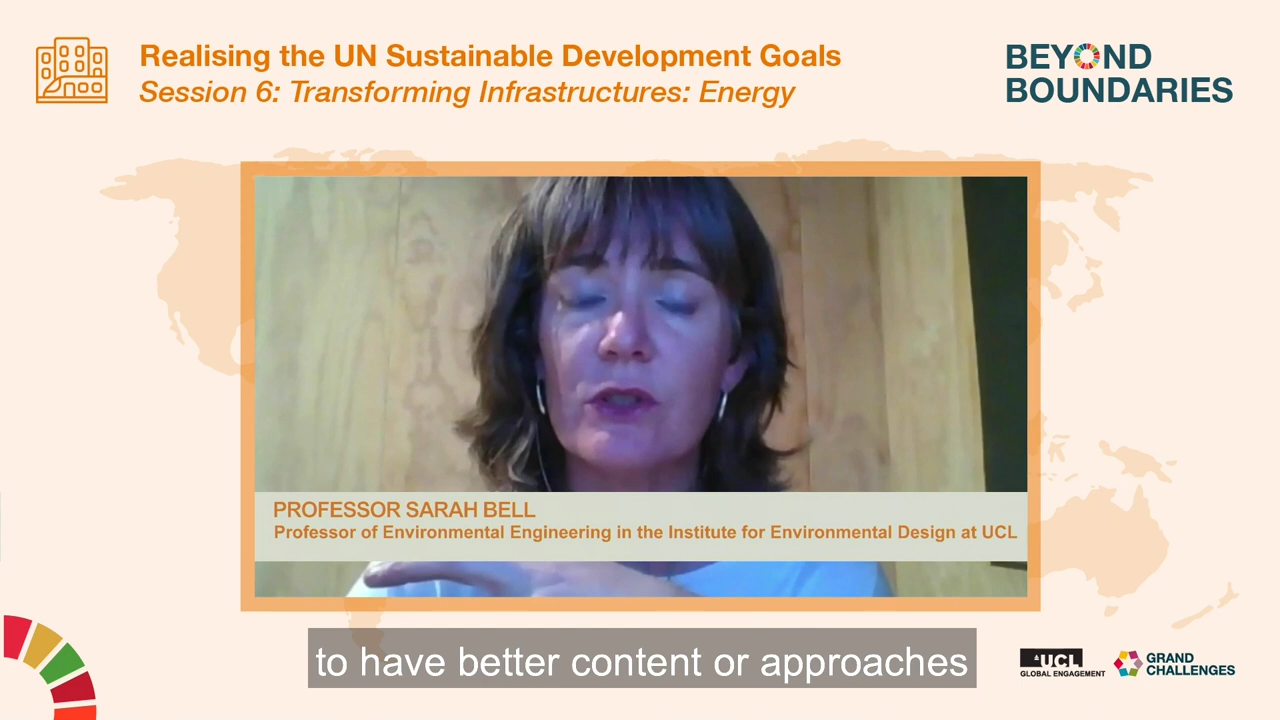 Realising the UN Sustainable Development Goals
Session 6: Transforming Infrastructures: Energy
BEYOND
BOUNDARIES
PROFESSOR SARAH BELL
Professor of Environmental Engineering in the Institute for Environmental Design at UCL
to have better content or approaches
UCL
GLOBAL ENGAGEMENT
GRAND
CHALLENGES